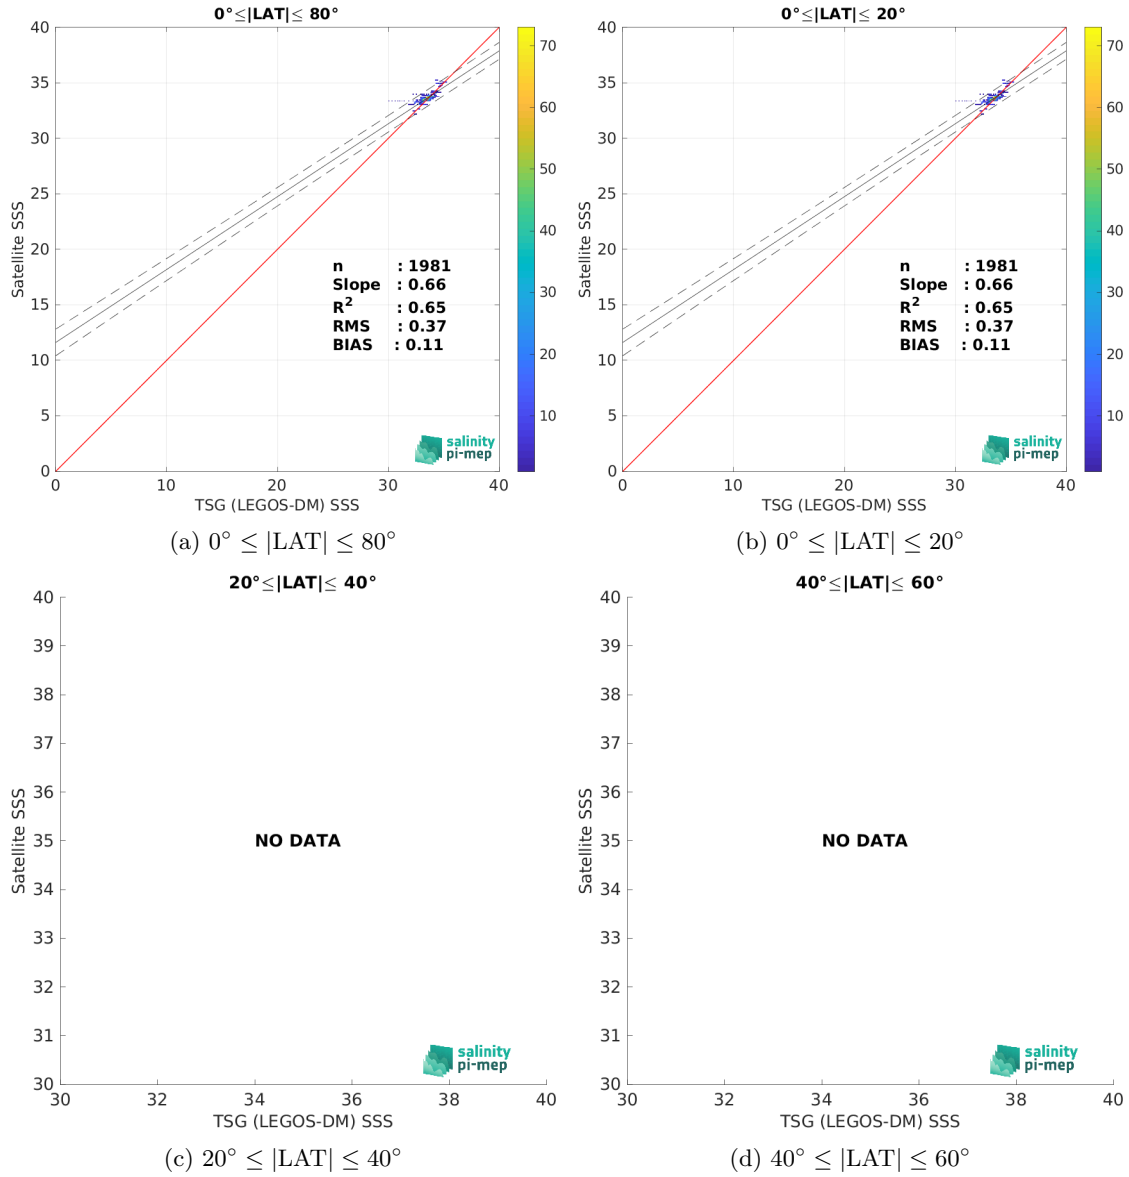 0°≤|LAT|≤ 80°
40
35
30
25
20
15
10
5
0
Satellite SSS
0
10
20
30
40
TSG (LEGOS-DM) SSS
n : 1981
Slope : 0.66
R² : 0.65
RMS : 0.37
BIAS : 0.11
salinity
pi-mep
70
60
50
40
30
20
10
(a) 0° ≤ |LAT| ≤ 80°
0°≤|LAT|≤ 20°
40
35
30
25
20
15
10
5
0
Satellite SSS
0
10
20
30
40
TSG (LEGOS-DM) SSS
n : 1981
Slope : 0.66
R² : 0.65
RMS : 0.37
BIAS : 0.11
salinity
pi-mep
70
60
50
40
30
20
10
(b) 0° ≤ |LAT| ≤ 20°
20°≤|LAT|≤ 40°
40
39
38
37
36
35
34
33
32
31
30
Satellite SSS
NO DATA
salinity
pi-mep
30
32
34
36
38
40
TSG (LEGOS-DM) SSS
(c) 20° ≤ |LAT| ≤ 40°
40°≤|LAT|≤ 60°
40
39
38
37
36
35
34
33
32
31
30
Satellite SSS
NO DATA
salinity
pi-mep
30
32
34
36
38
40
TSG (LEGOS-DM) SSS
(d) 40° ≤ |LAT| ≤ 60°